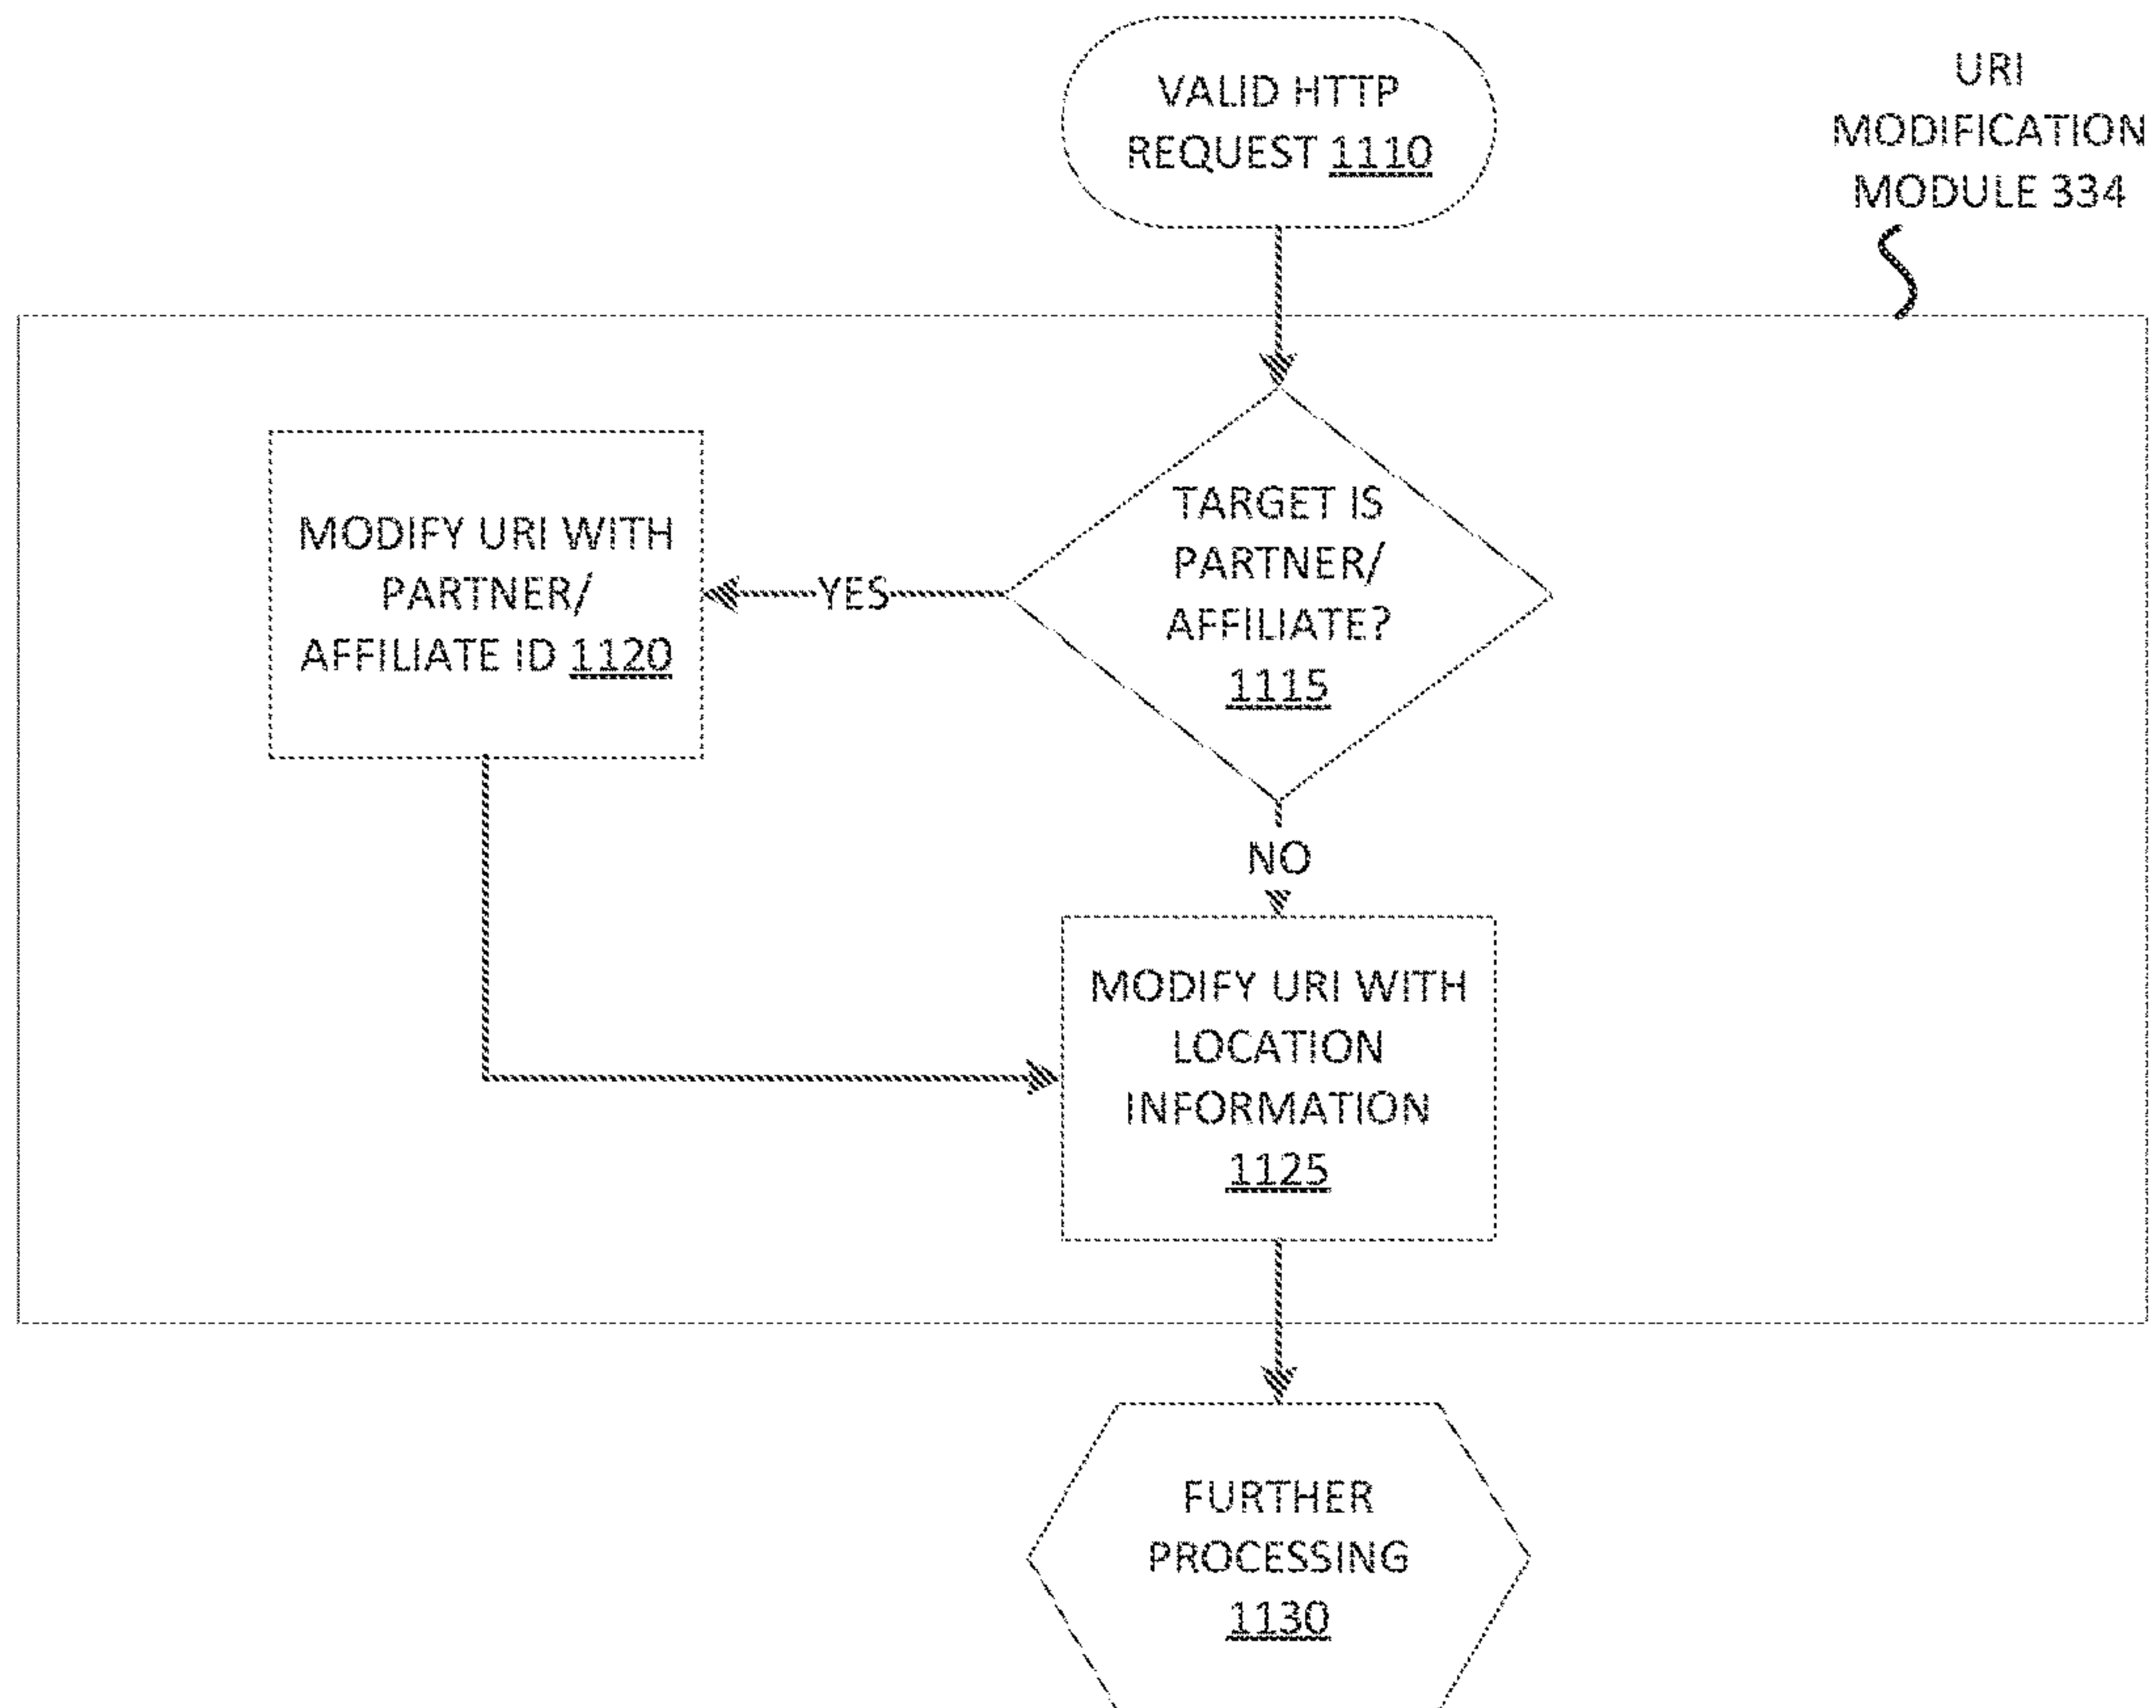 VALID HTTP
REQUEST 1110
URI
MODIFICATION
MODULE 334
TARGET IS
PARTNER/
AFFILIATE?
1115
YES
MODIFY URI WITH
PARTNER/
AFFILIATE ID 1120
NO
MODIFY URI WITH
LOCATION
INFORMATION
1125
FURTHER
PROCESSING
1130